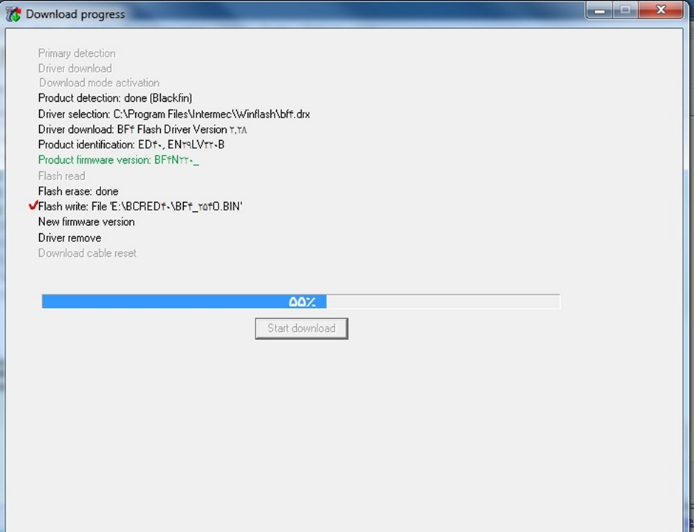 Download progress
Primary detection
Driver download
Download mode activation
Product detection: done (Blackfin)
Driver selection: C:\Program Files\Intermec\Winflash\bff.drx
Driver download: BF۴ Flash Driver Version ۲,۲۸
Product identification: ED۴۰, EN۲۹LV۳۲۰B
Product firmware version: BF۴N۲۲۰_
Flash read
Flash erase: done
Flash write: File 'E:\BCRED۴۰\BF۴_۲۵۴O.BIN'
New firmware version
Driver remove
Download cable reset
۵۵٪
Start download